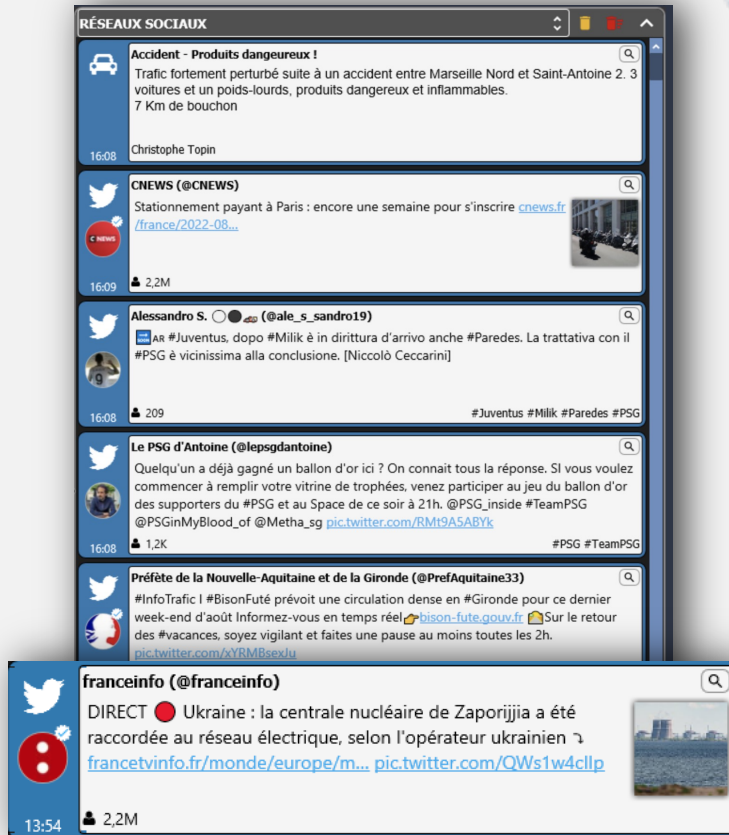 RÉSEAUX SOCIAUX
Accident - Produits dangeureux !
Trafic fortement perturbé suite à un accident entre Marseille Nord et Saint-Antoine 2. 3
voitures et un poids-lourds, produits dangereux et inflammables.
7 Km de bouchon
Christophe Topin
16:08
CNEWS (@CNEWS)
Stationnement payant à Paris : encore une semaine pour s'inscrire cnews.fr
/france/2022-08...
C NEWS
2,2M
16:09
Alessandro S. ⚪⚫ (@ale_s_sandro19)
AR #Juventus, dopo #Milik è in dirittura d'arrivo anche #Paredes. La trattativa con il
#PSG è vicinissima alla conclusione. [Niccolò Ceccarini]
9
209 #Juventus #Milik #Paredes #PSG
16:08
Le PSG d'Antoine (@lepsgdantoine)
Quelqu'un a déjà gagné un ballon d'or ici ? On connait tous la réponse. SI vous voulez
commencer à remplir votre vitrine de trophées, venez participer au jeu du ballon d'or
des supporters du #PSG et au Space de ce soir à 21h. @PSG_inside #TeamPSG
@PSGinMyBlood_of @Metha_sg pic.twitter.com/RMt9A5ABYk
1,2K #PSG #TeamPSG
16:08
Préfète de la Nouvelle-Aquitaine et de la Gironde (@PrefAquitaine33)
#InfoTrafic I #BisonFuté prévoit une circulation dense en #Gironde pour ce dernier
week-end d'août Informez-vous en temps réel👉bison-fute.gouv.fr Sur le retour
des #vacances, soyez vigilant et faites une pause au moins toutes les 2h.
pic.twitter.com/xYRMBsexJu
franceinfo (@franceinfo)
DIRECT 🔴 Ukraine : la centrale nucléaire de Zaporijjia a été
raccordée au réseau électrique, selon l'opérateur ukrainien ⤵
francetvinfo.fr/monde/europe/m... pic.twitter.com/QWs1w4cIlp
2,2M
13:54